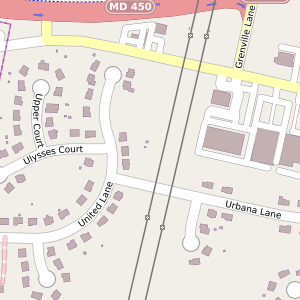 MD 450
Grenville Lane
Upper Court
Ulysses Court
United Lane
Urbana Lane